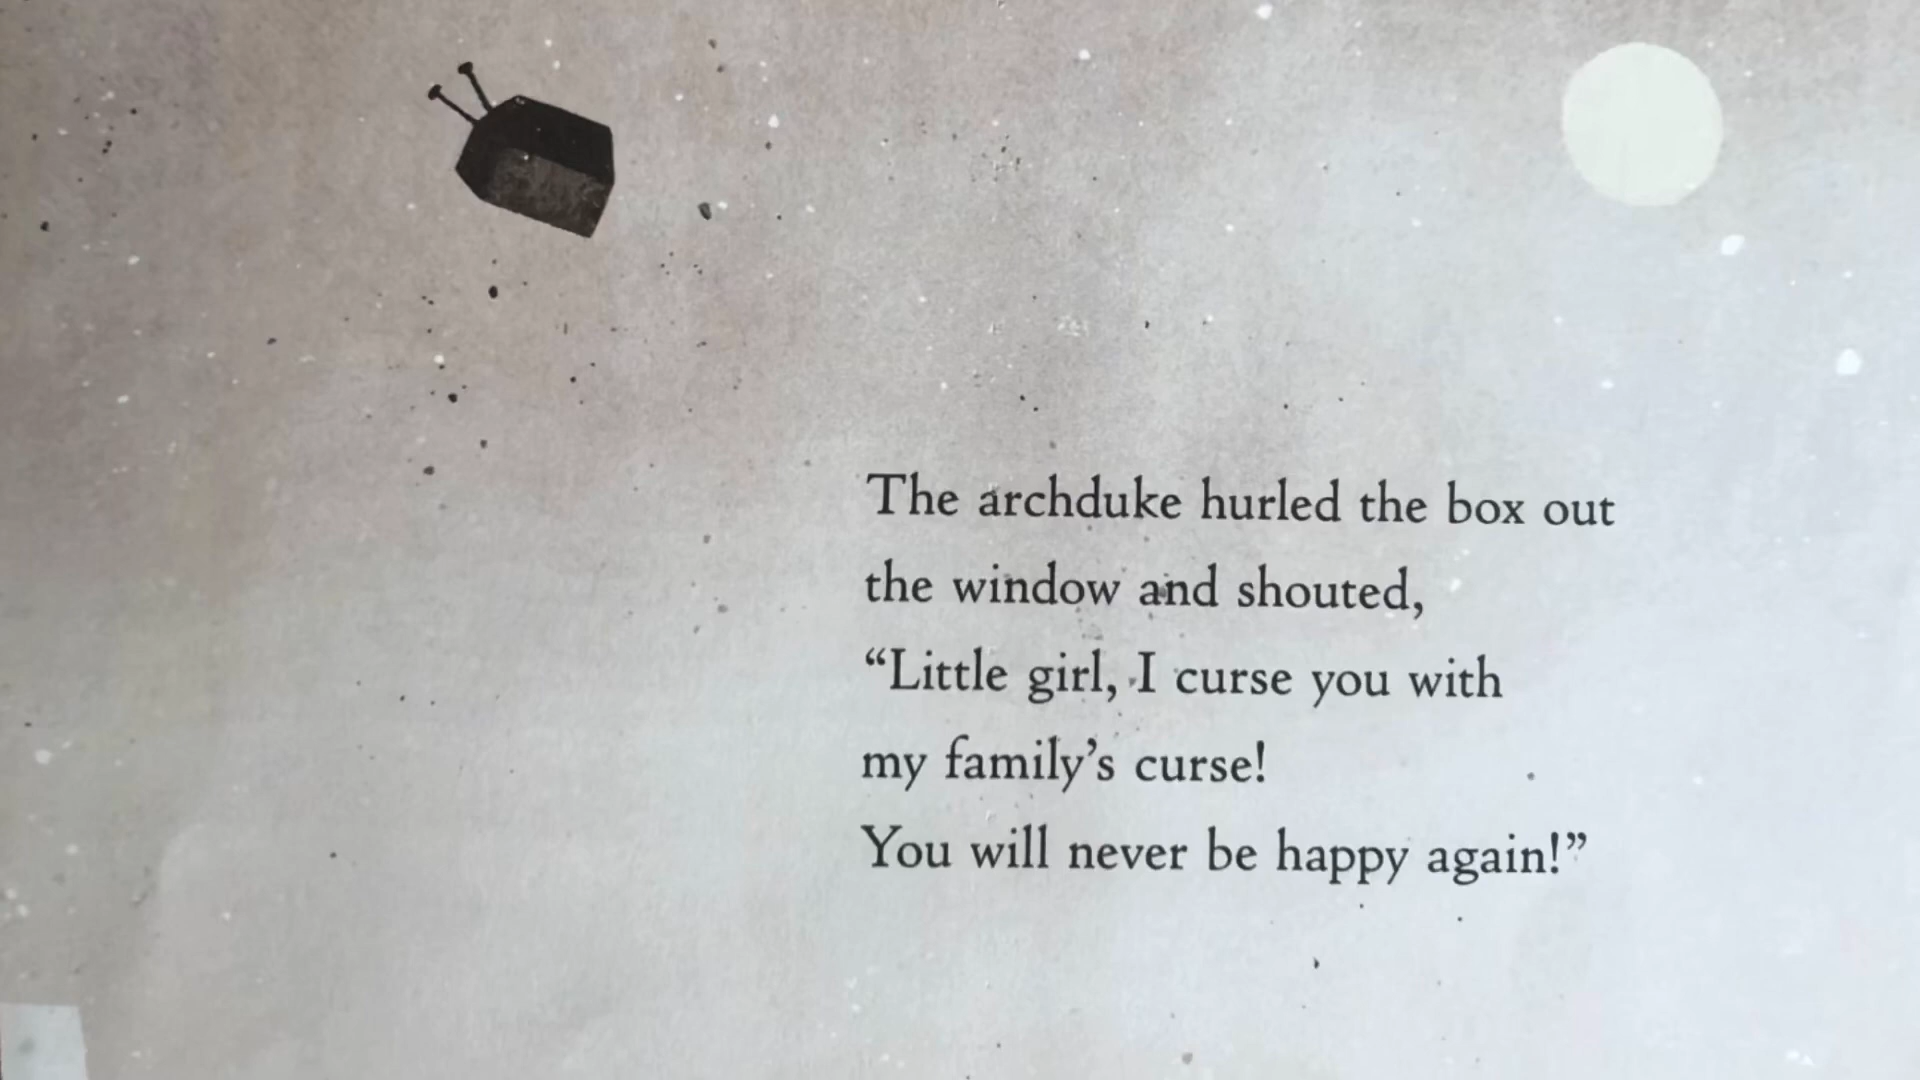 The archduke hurled the box out
the window and shouted,
“Little girl, I curse you with
my family’s curse!
You will never be happy again!”